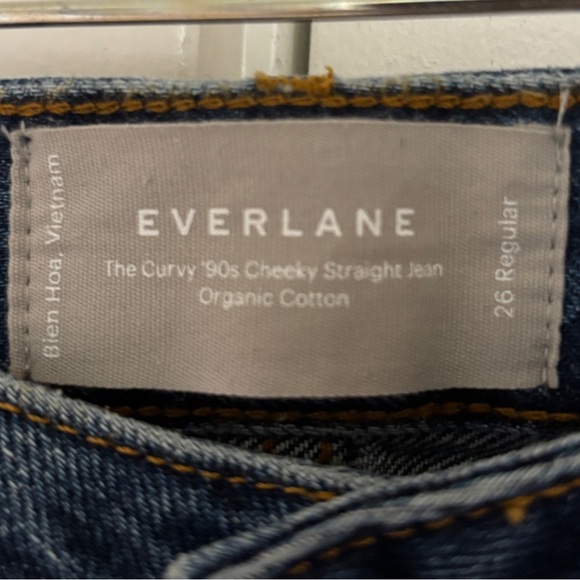 Bien Hoa, Vietnam
EVERLANE
The Curvy '90s Cheeky Straight Jean
Organic Cotton
26 Regular